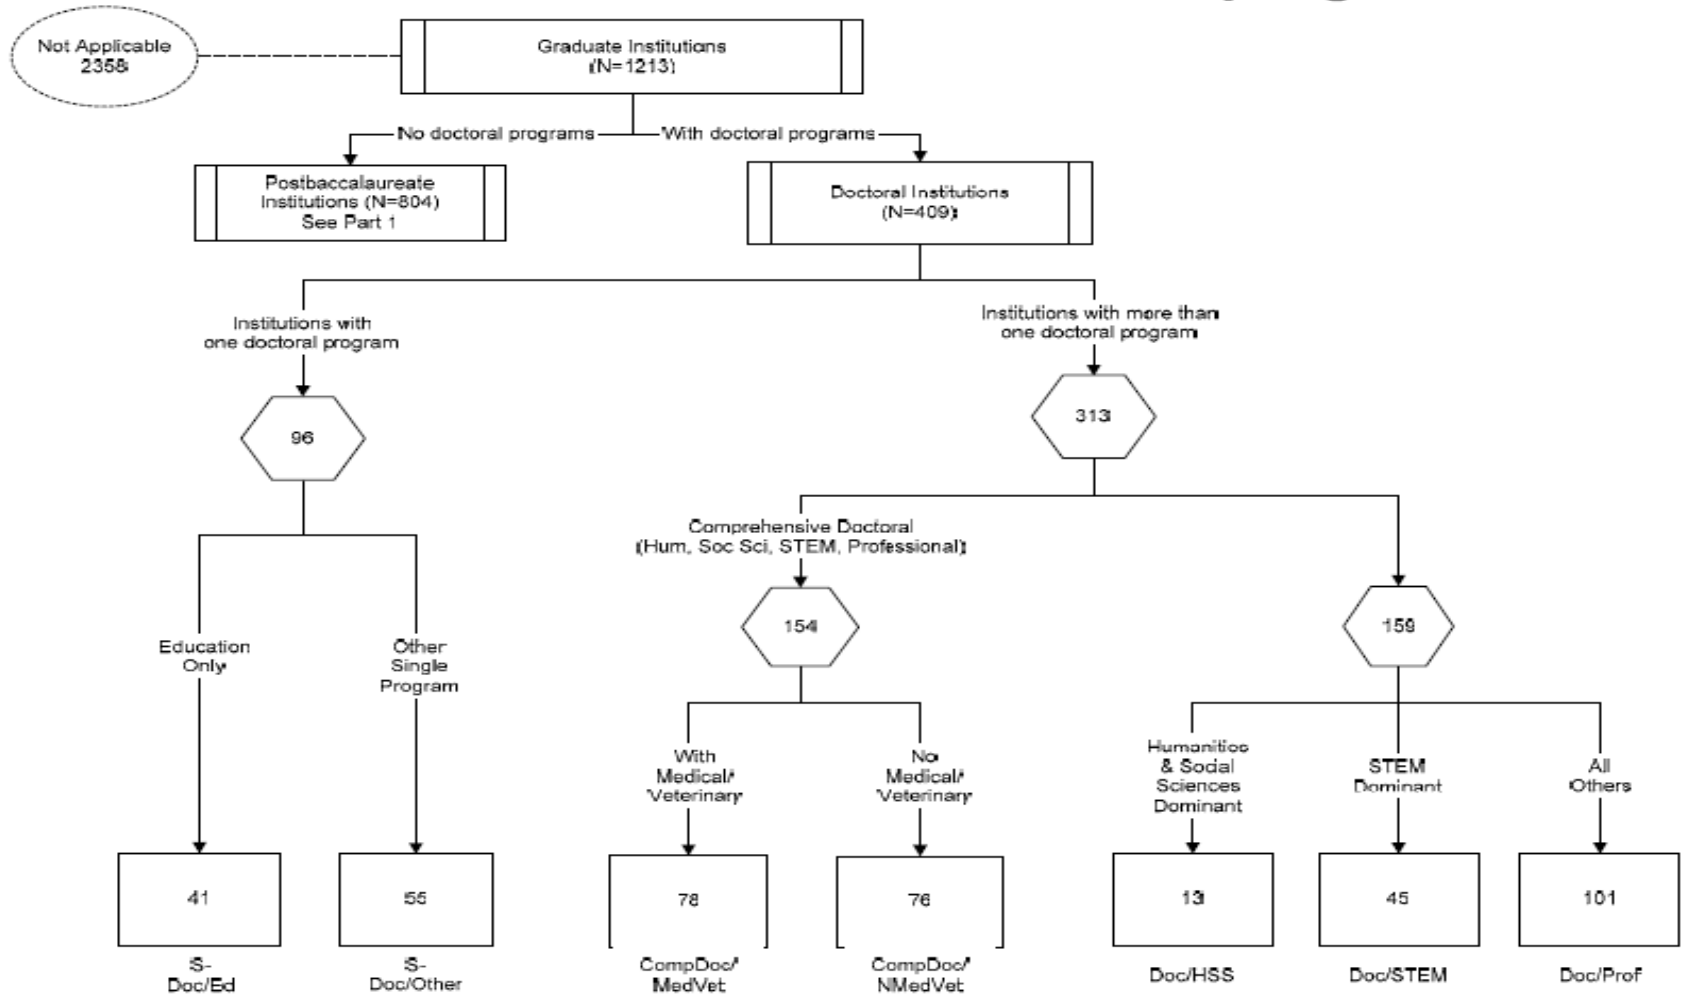 Not Applicable
2358
Graduate Institutions
(N=1213)
No doctoral programs
With doctoral programs
Postbaccalaureate
Institutions (N=804)
See Part 1
Doctoral Institutions
(N=409)
Institutions with
one doctoral program
Institutions with more than
one doctoral program
96
313
Comprehensive Doctoral
(Hum, Soc Sci, STEM, Professional)
154
159
Education
Only
Other
Single
Program
With
Medical/
Veterinary
No
Medical/
Veterinary
Humanities
& Social
Sciences
Dominant
STEM
Dominant
All
Others
41
55
78
76
13
45
101
S-
Doc/Ed
S-
Doc/Other
CompDoc/
MedVet
CompDoc/
NMedVet
Doc/HSS
Doc/STEM
Doc/Prof